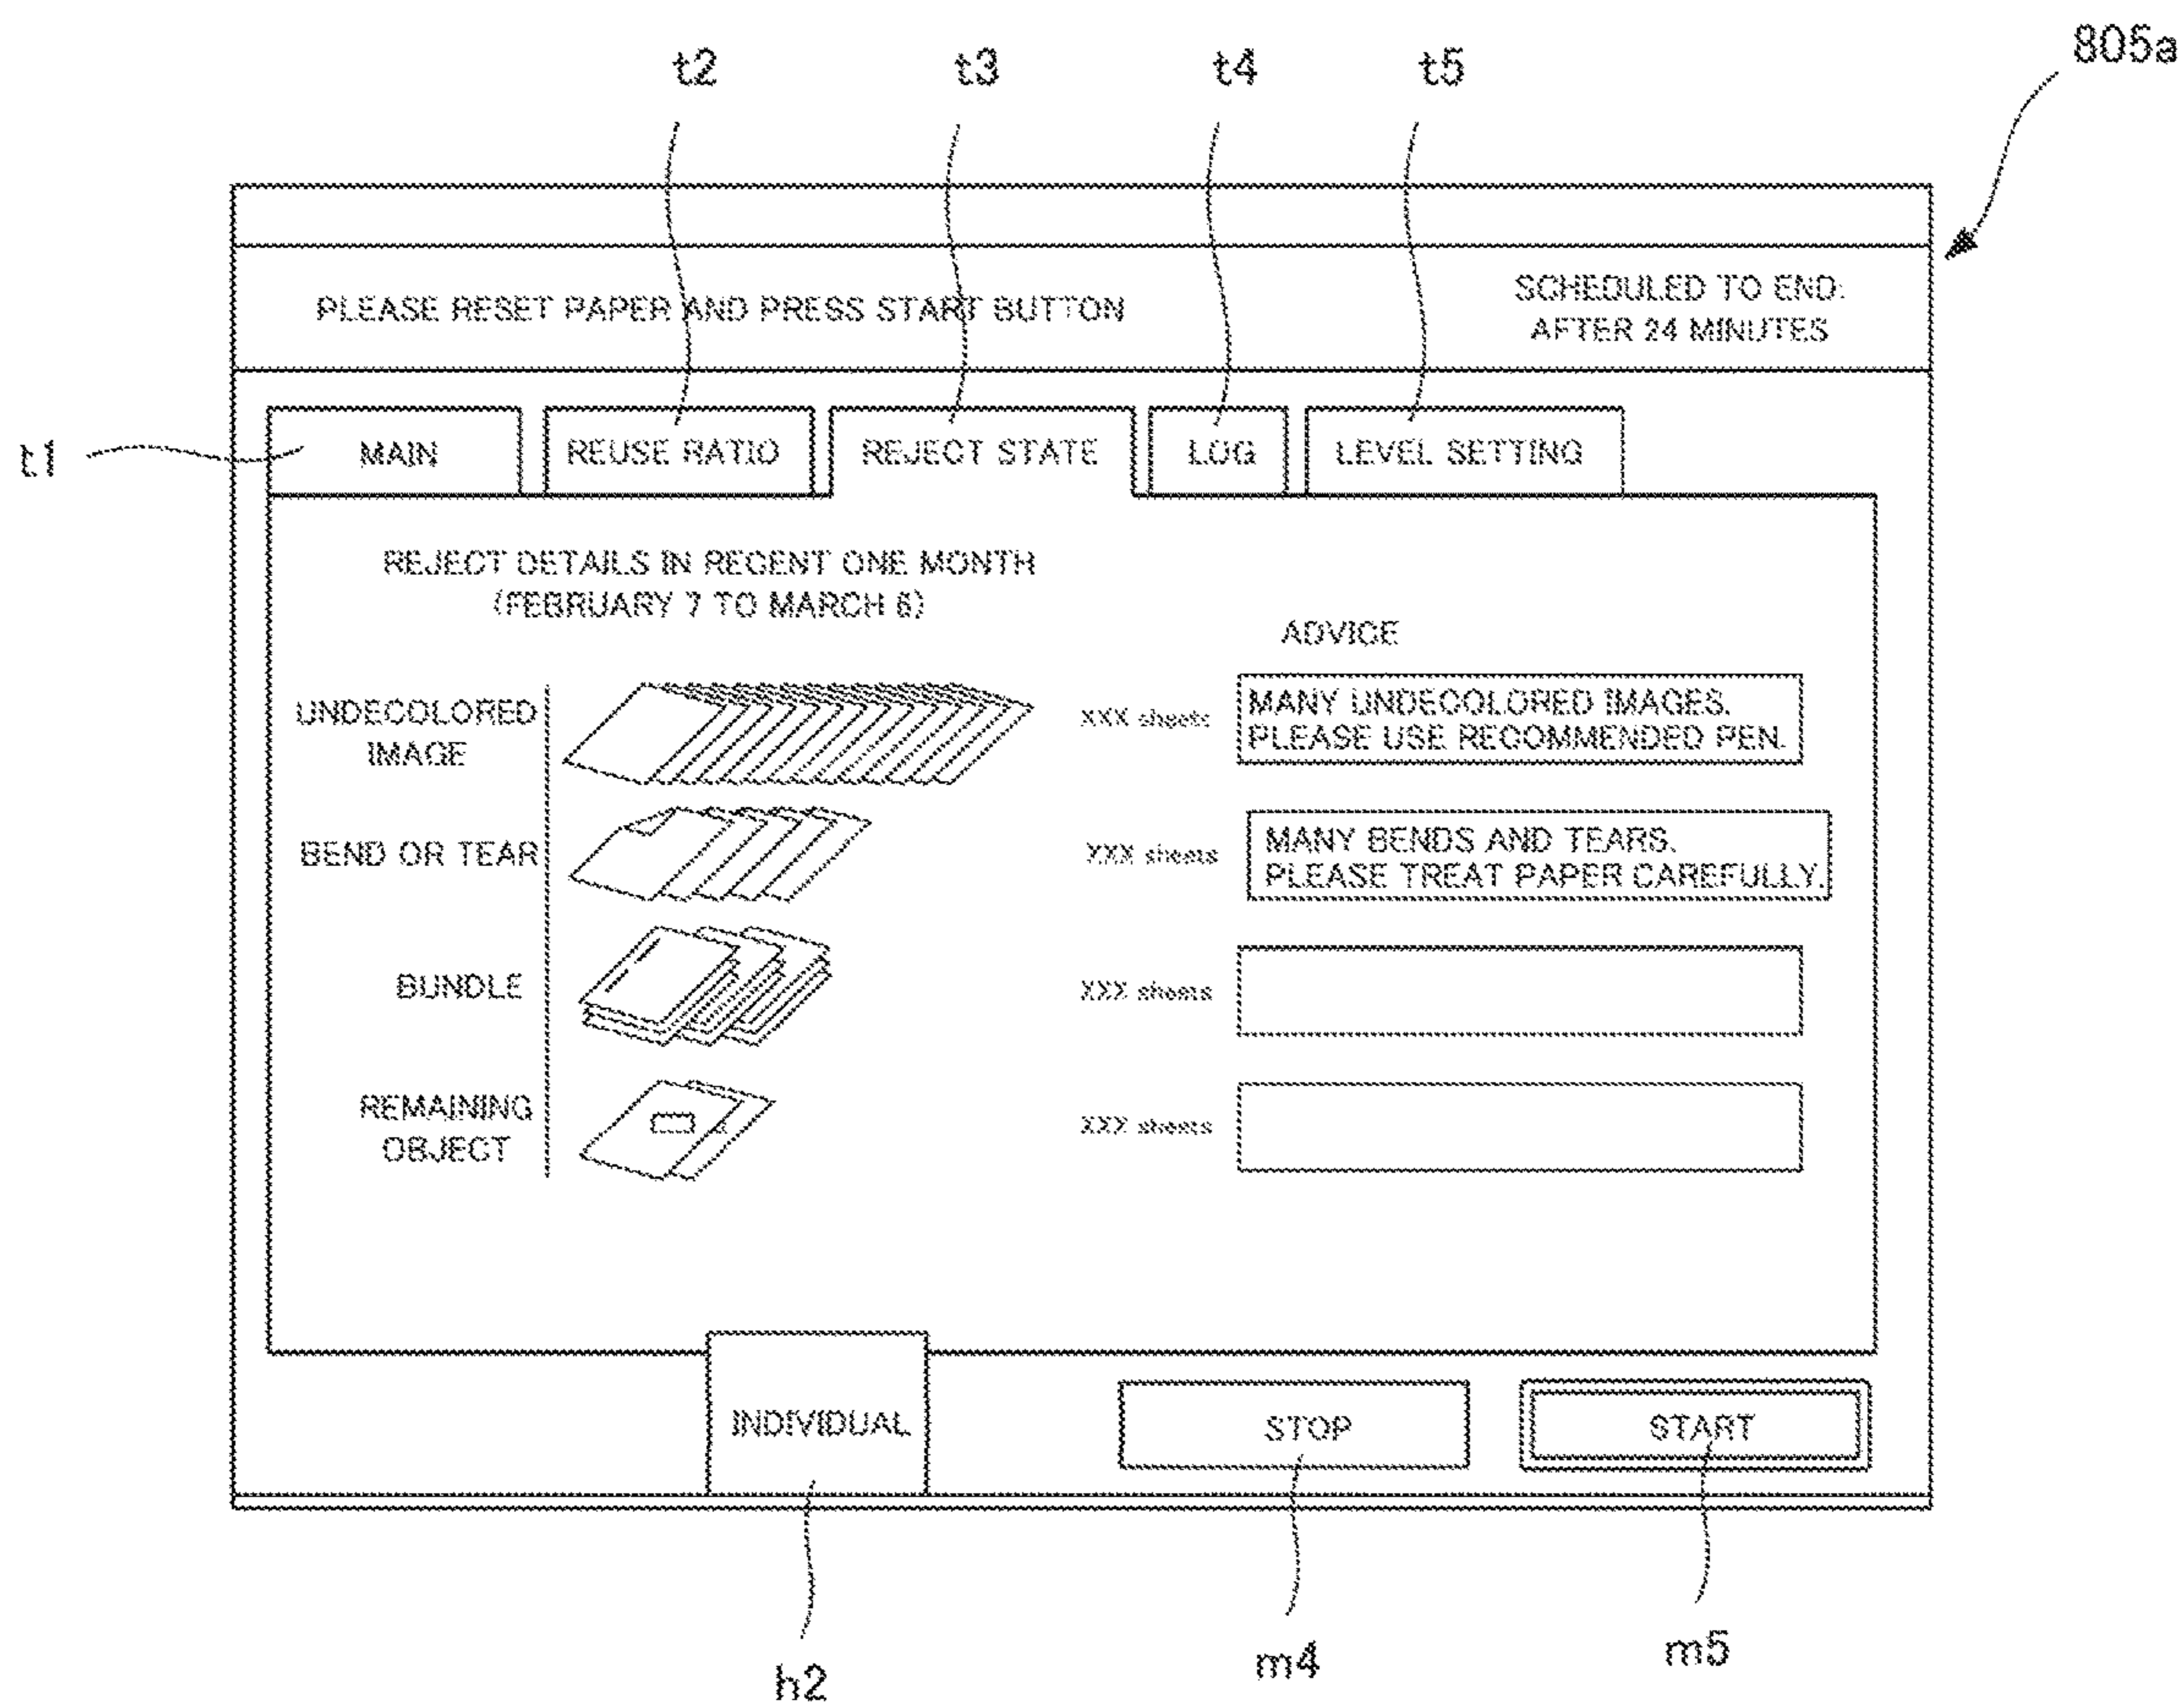 805a
t2
t3
t4
t5
PLEASE RESET PAPER AND PRESS START BUTTON
SCHEDULED TO END:
AFTER 24 MINUTES
t1
MAIN
REUSE RATIO
REJECT STATE
LOG
LEVEL SETTING
REJECT DETAILS IN RECENT ONE MONTH
(FEBRUARY 7 TO MARCH 6)
ADVICE
UNDECOLORED
IMAGE
XXX sheets
MANY UNDECOLORED IMAGES.
PLEASE USE RECOMMENDED PEN.
BEND OR TEAR
XXX sheets
MANY BENDS AND TEARS.
PLEASE TREAT PAPER CAREFULLY.
BUNDLE
XXX sheets
REMAINING
OBJECT
XXX sheets
INDIVIDUAL
STOP
START
h2
m4
m5